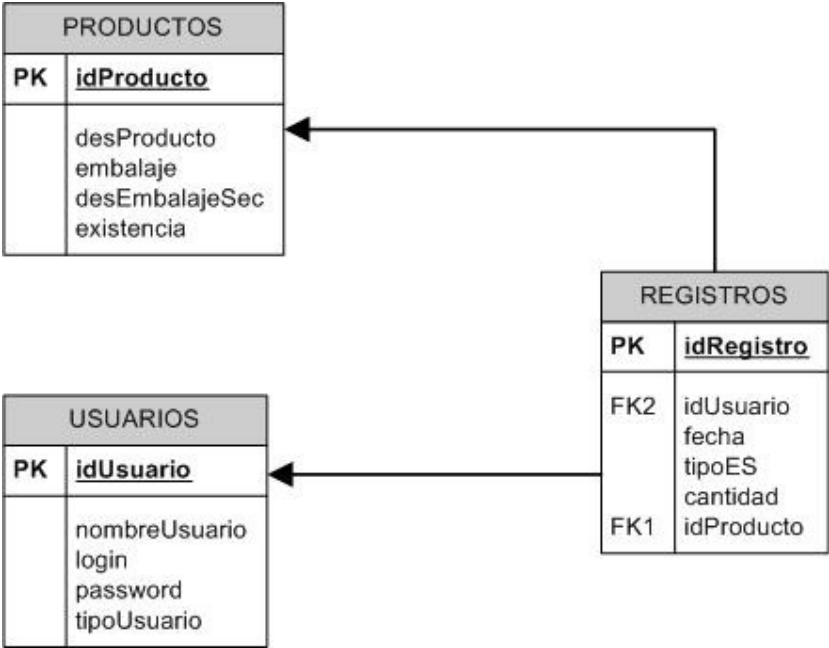 PRODUCTOS
PK idProducto
desProducto
embalaje
desEmbalajeSec
existencia
REGISTROS
PK idRegistro
FK2 idUsuario
fecha
tipoES
cantidad
FK1 idProducto
USUARIOS
PK idUsuario
nombreUsuario
login
password
tipoUsuario